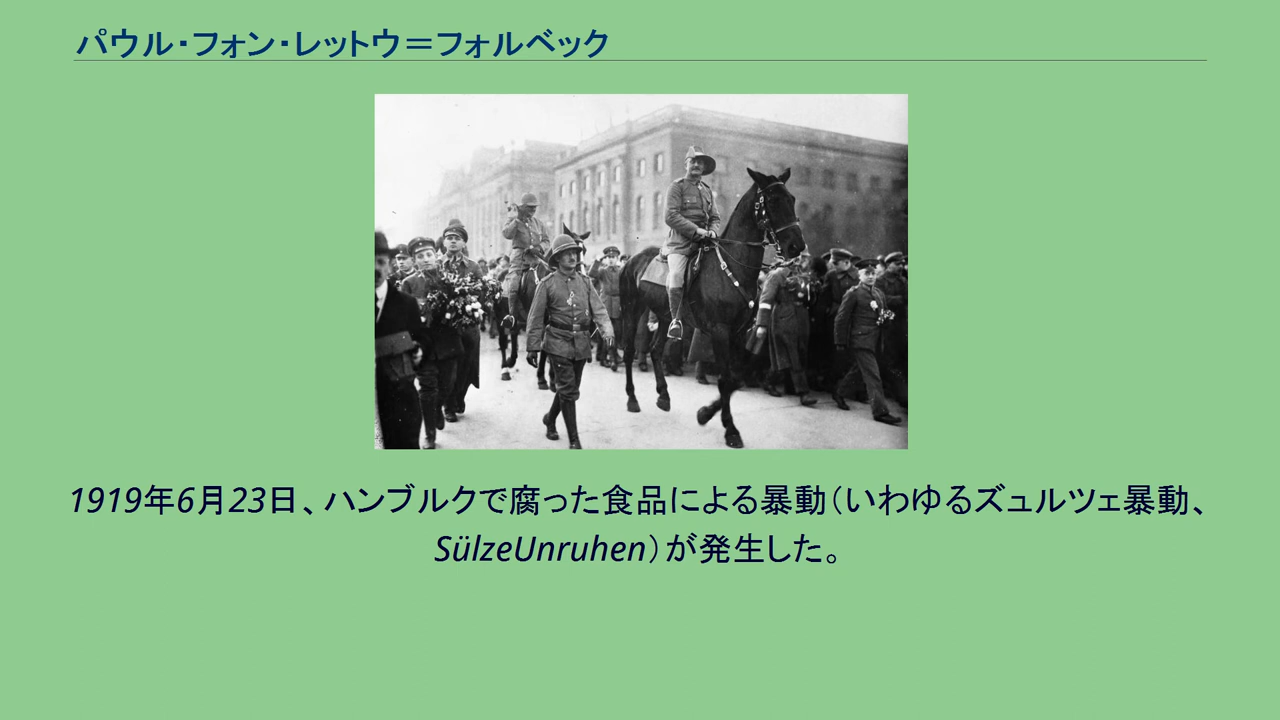 パウル・フォン・レットウ＝フォルベック
1919年6月23日、ハンブルクで腐った食品による暴動（いわゆるズュルツェ暴動、
SülzeUnruhen）が発生した。